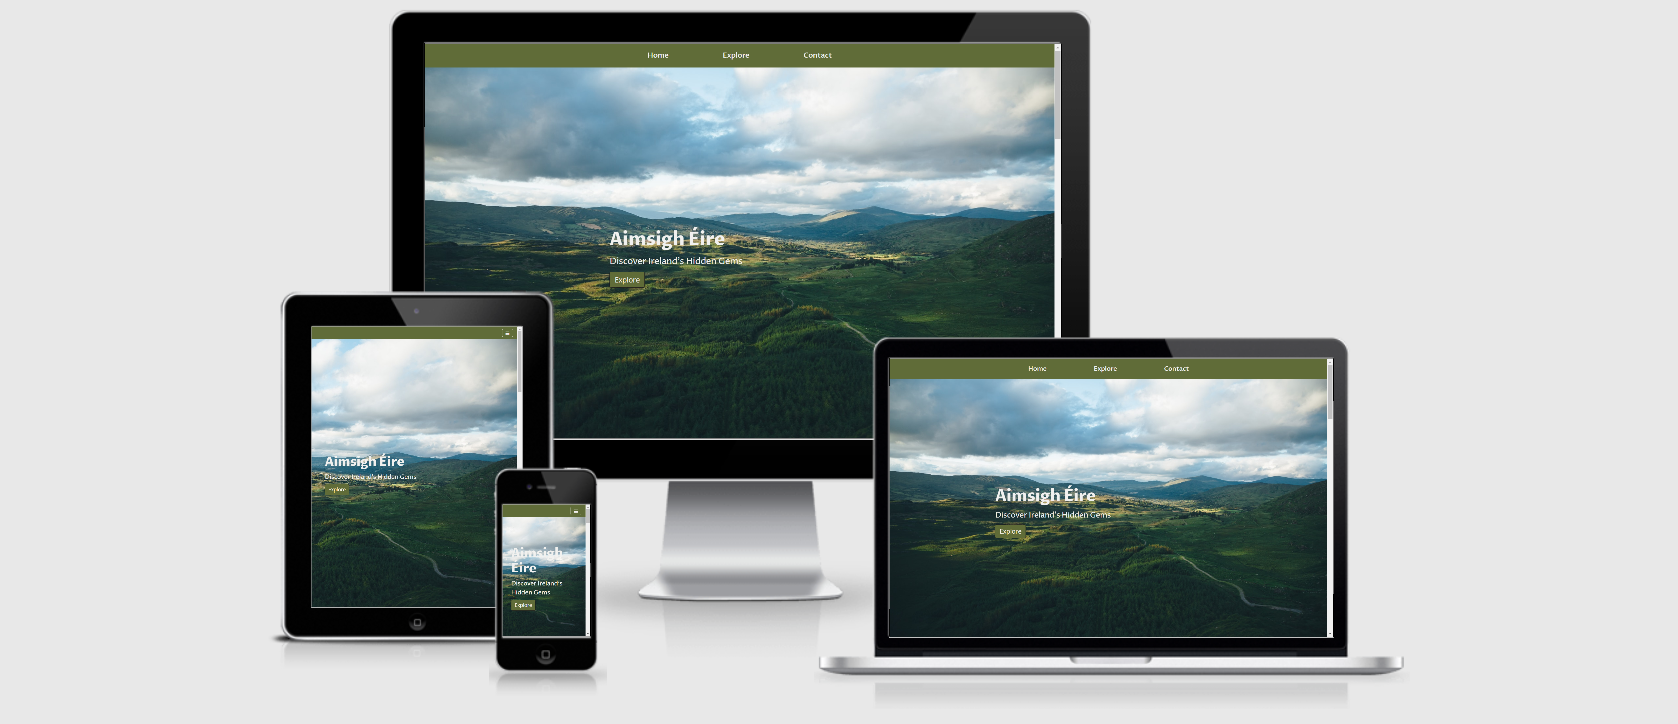 Home Explore Contact
Aimsigh Éire
Discover Ireland's Hidden Gems
Explore
Aimsigh Éire
Discover Ireland's Hidden Gems
Explore
Aimsigh
Éire
Discover Ireland's
Hidden Gems
Explore
Home Explore Contact
Aimsigh Éire
Discover Ireland's Hidden Gems
Explore